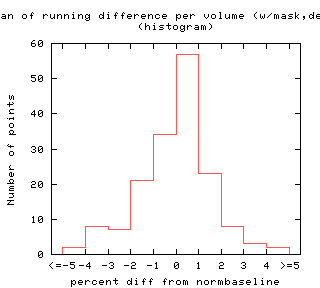 an of running difference per volume (w/mask,de
(histogram)
60
50
40
30
20
10
0
Number of points
<=-5 -4 -3 -2 -1 0 1 2 3 4 >=5
percent diff from normbaseline